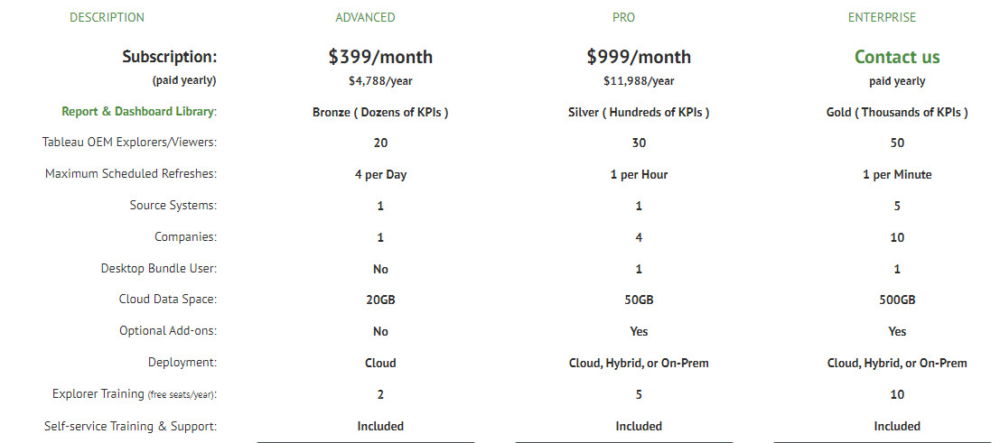 DESCRIPTION ADVANCED PRO ENTERPRISE
Subscription: $399/month $999/month Contact us
(paid yearly) $4,788/year $11,988/year paid yearly
Report & Dashboard Library: Bronze ( Dozens of KPIs ) Silver ( Hundreds of KPIs ) Gold ( Thousands of KPIs )
Tableau OEM Explorers/Viewers: 20 30 50
Maximum Scheduled Refreshes: 4 per Day 1 per Hour 1 per Minute
Source Systems: 1 1 5
Companies: 1 4 10
Desktop Bundle User: No 1 1
Cloud Data Space: 20GB 50GB 500GB
Optional Add-ons: No Yes Yes
Deployment: Cloud Cloud, Hybrid, or On-Prem Cloud, Hybrid, or On-Prem
Explorer Training (free seats/year): 2 5 10
Self-service Training & Support: Included Included Included